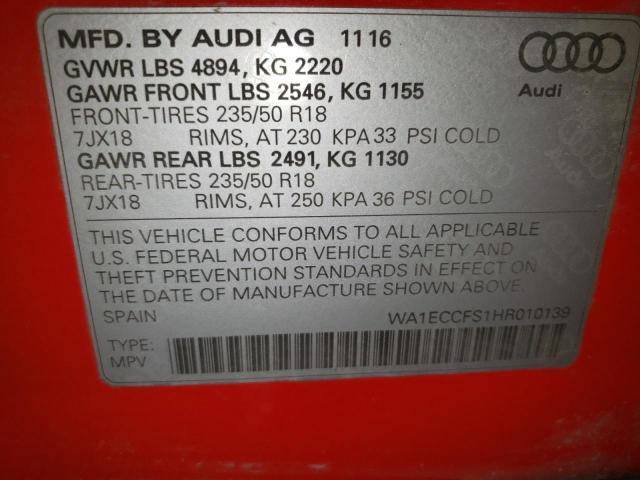 MFD. BY AUDI AG 11 16
GVWR LBS 4894, KG 2220
GAWR FRONT LBS 2546, KG 1155
FRONT-TIRES 235/50 R18
7JX18 RIMS, AT 230 KPA 33 PSI COLD
GAWR REAR LBS 2491, KG 1130
REAR-TIRES 235/50 R18
7JX18 RIMS, AT 250 KPA 36 PSI COLD
Audi
THIS VEHICLE CONFORMS TO ALL APPLICABLE
U.S. FEDERAL MOTOR VEHICLE SAFETY AND
THEFT PREVENTION STANDARDS IN EFFECT ON
THE DATE OF MANUFACTURE SHOWN ABOVE.
SPAIN WA1ECCFS1HR010139
TYPE:
MPV